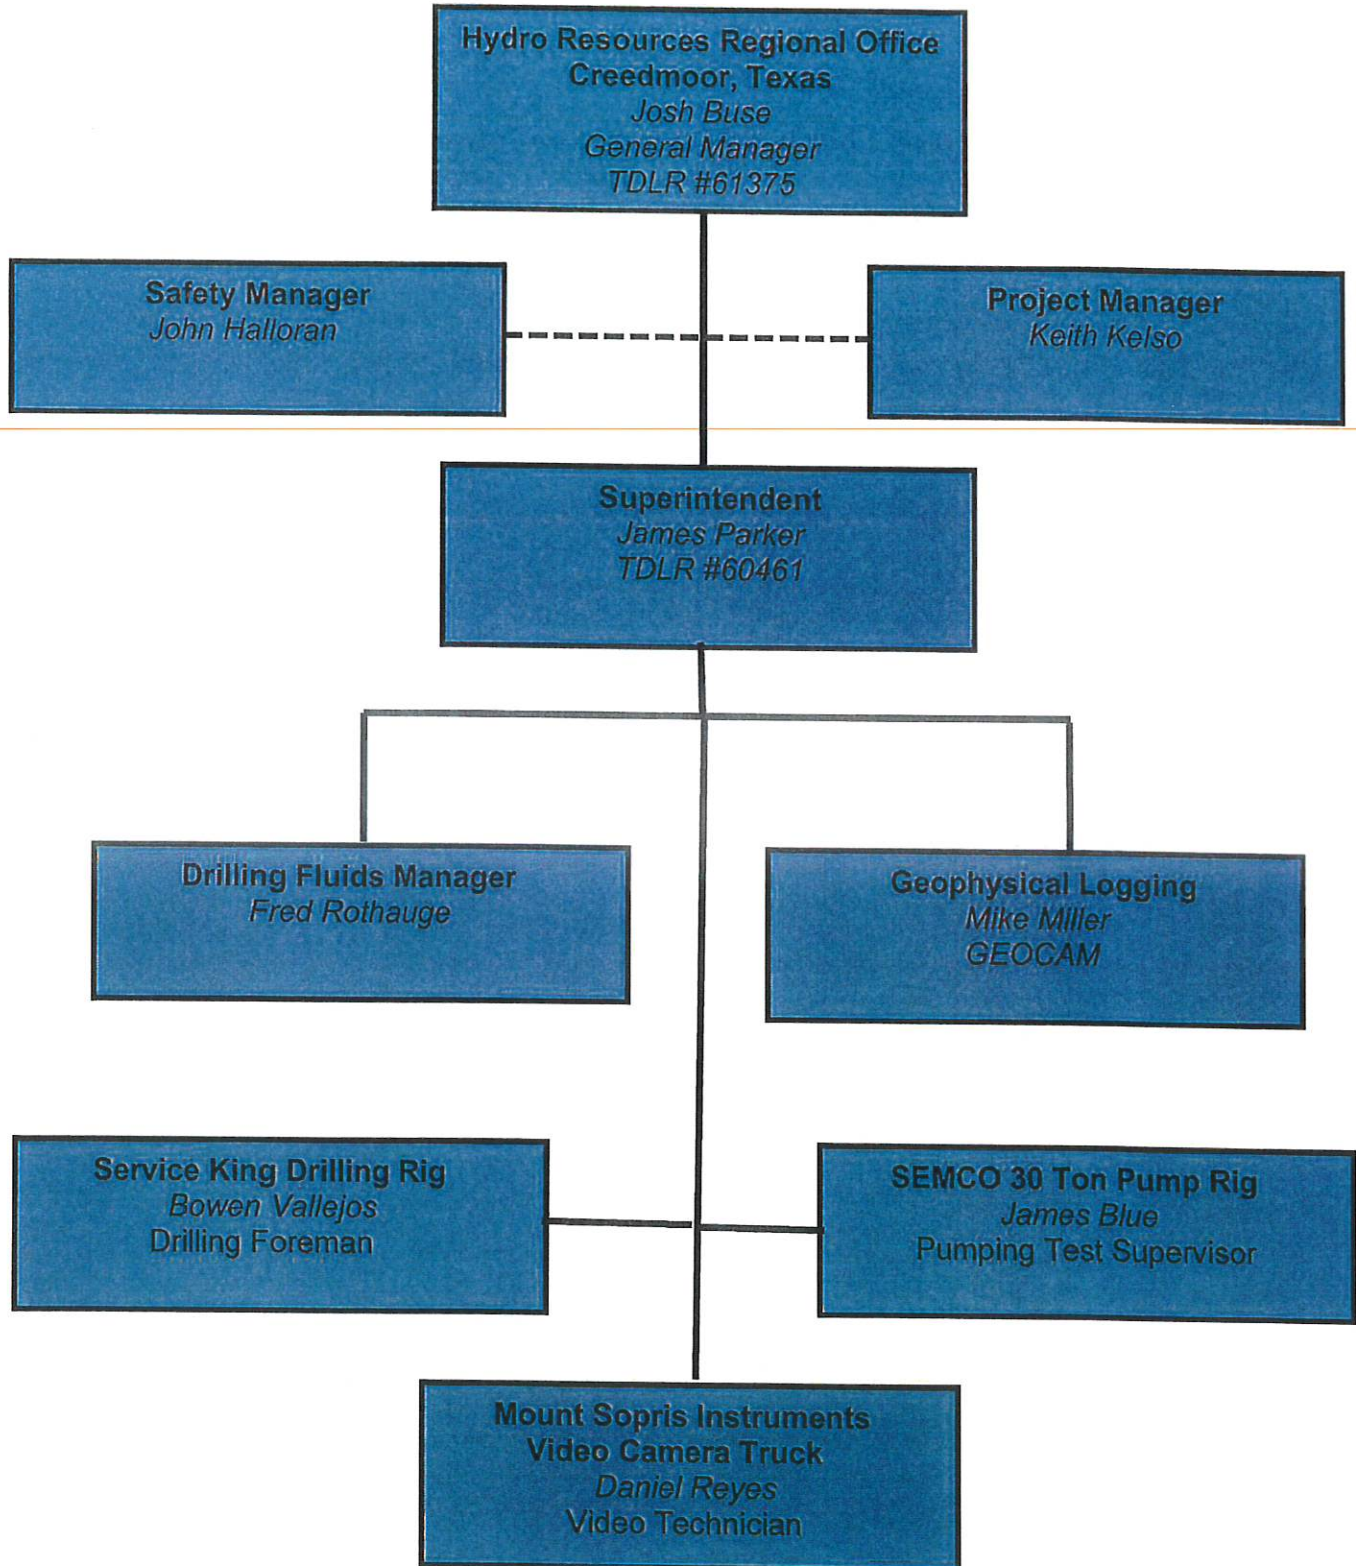 Hydro Resources Regional Office
Creedmoor, Texas
Josh Buse
General Manager
TDLR #61375
Safety Manager
John Halloran
Project Manager
Keith Kelso
Superintendent
James Parker
TDLR #60461
Drilling Fluids Manager
Fred Rothauge
Geophysical Logging
Mike Miller
GEOCAM
Service King Drilling Rig
Bowen Vallejos
Drilling Foreman
SEMCO 30 Ton Pump Rig
James Blue
Pumping Test Supervisor
Mount Sopris Instruments
Video Camera Truck
Daniel Reyes
Video Technician